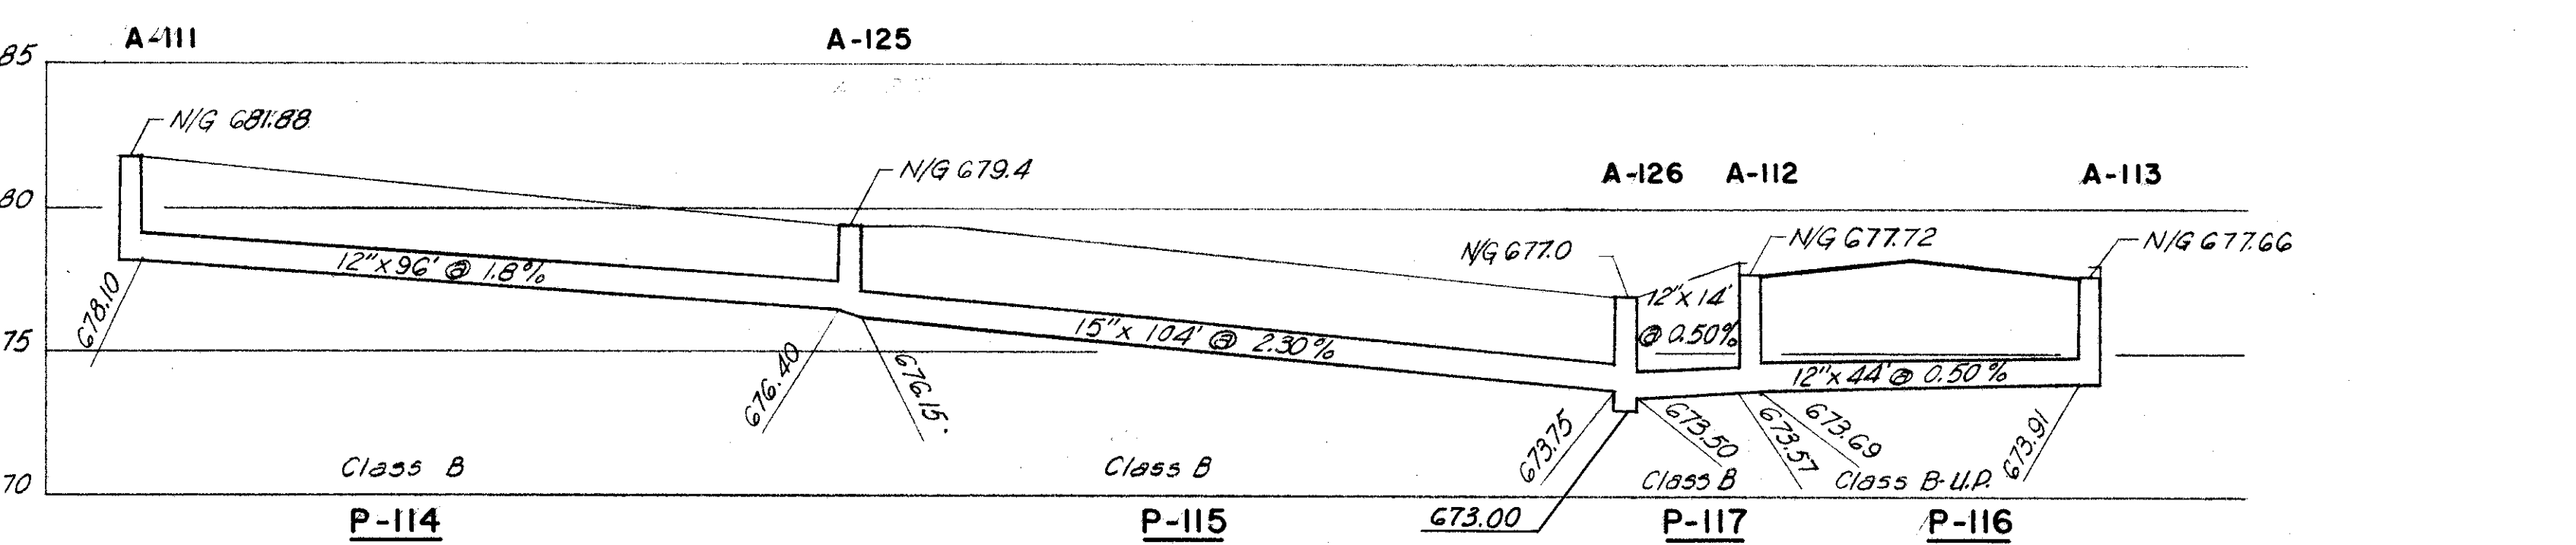 A-111
A-125
85
N/G 681.88
N/G 679.4
A-126
A-112
A-113
80
N/G 677.0
N/G 677.72
N/G 677.66
12"x96' @ 1.8%
12"x14'
@ 0.50%
678.10
15"x 104' @ 2.30%
75
12"x44' @ 0.50%
676.40
676.15
673.75
673.50
673.57
673.69
673.91
Class B
Class B
Class B
Class B-U.P.
70
P-114
P-115
673.00
P-117
P-116